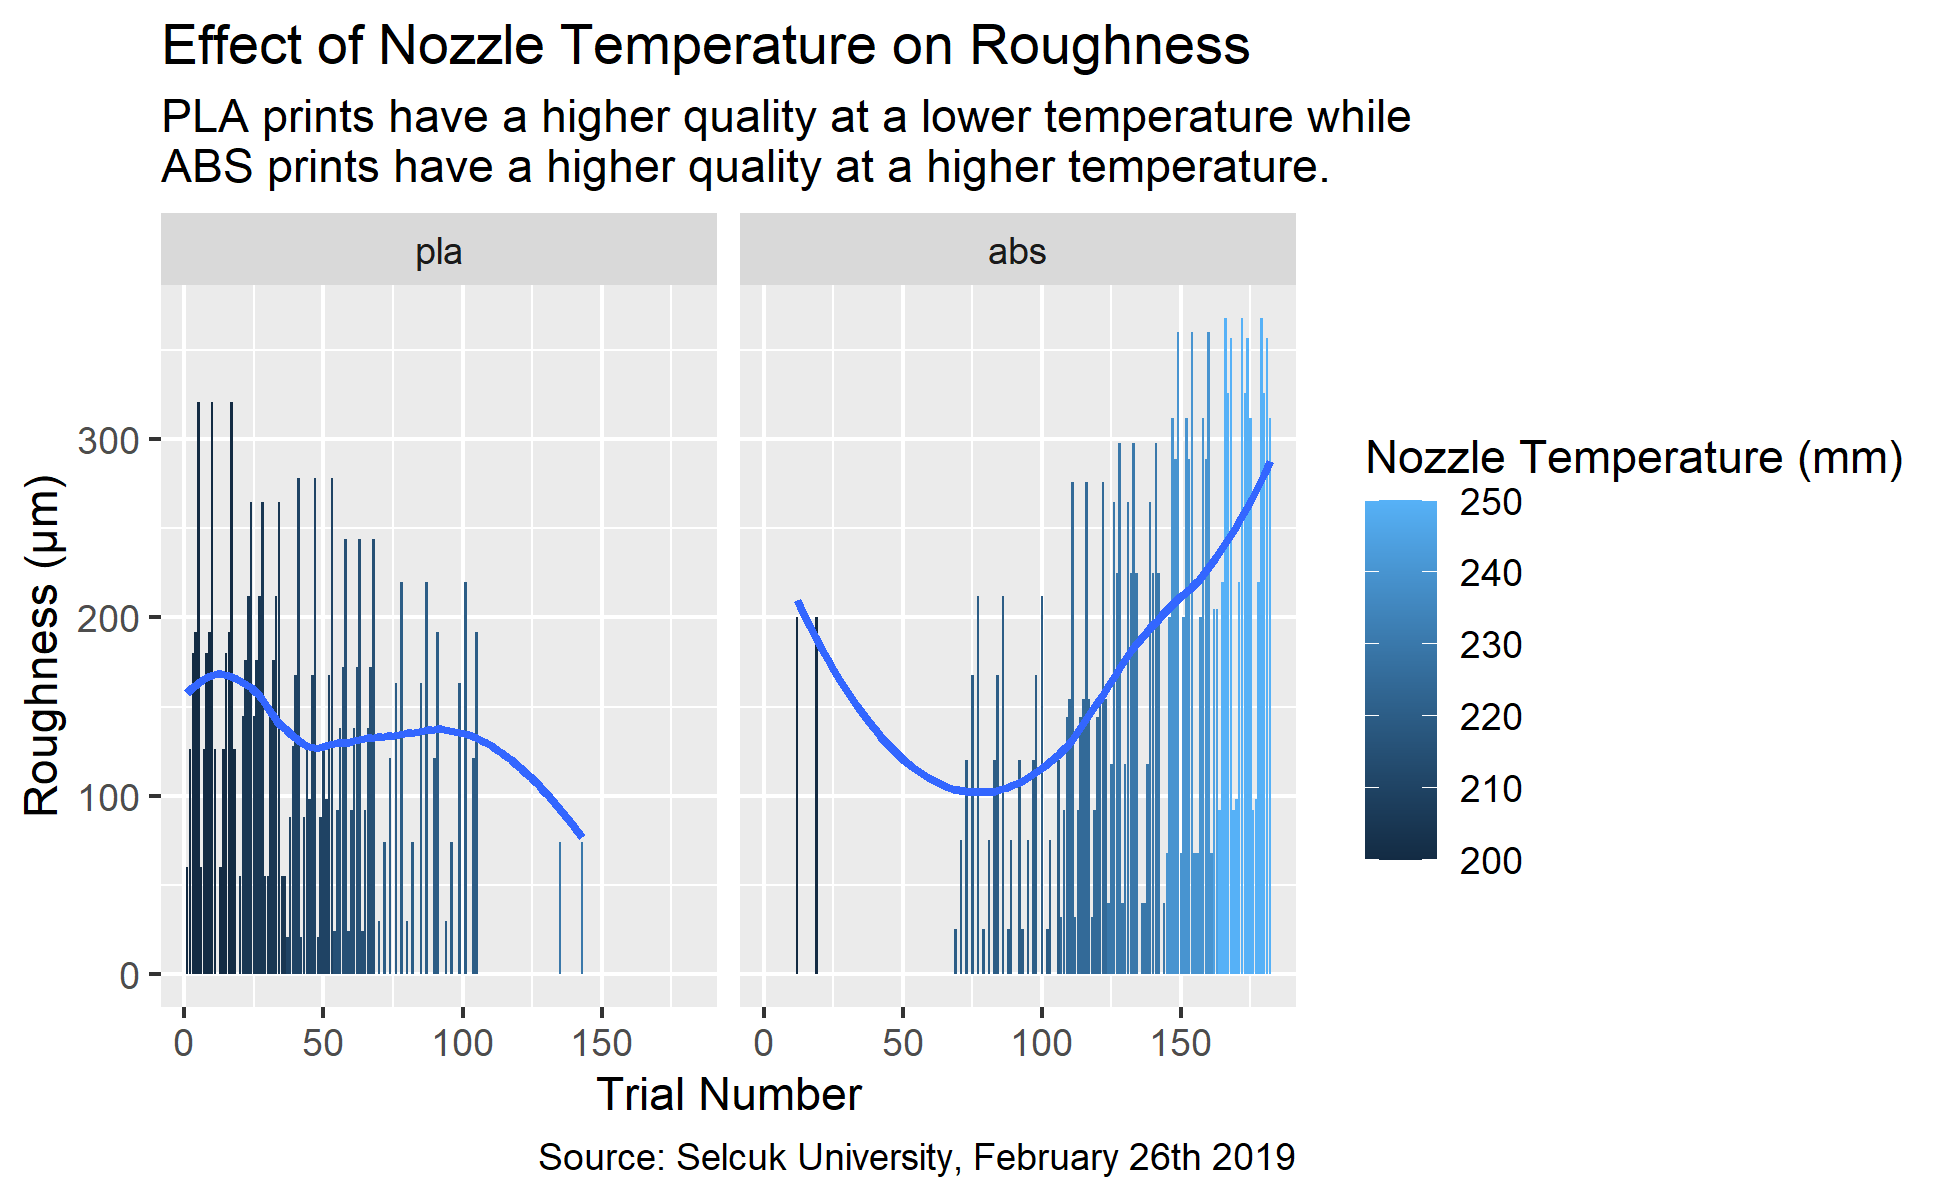 Effect of Nozzle Temperature on Roughness
PLA prints have a higher quality at a lower temperature while
ABS prints have a higher quality at a higher temperature.
pla
abs
Roughness (μm)
300
200
100
0
0
50
100
150
0
50
100
150
Trial Number
Nozzle Temperature (mm)
250
240
230
220
210
200
Source: Selcuk University, February 26th 2019